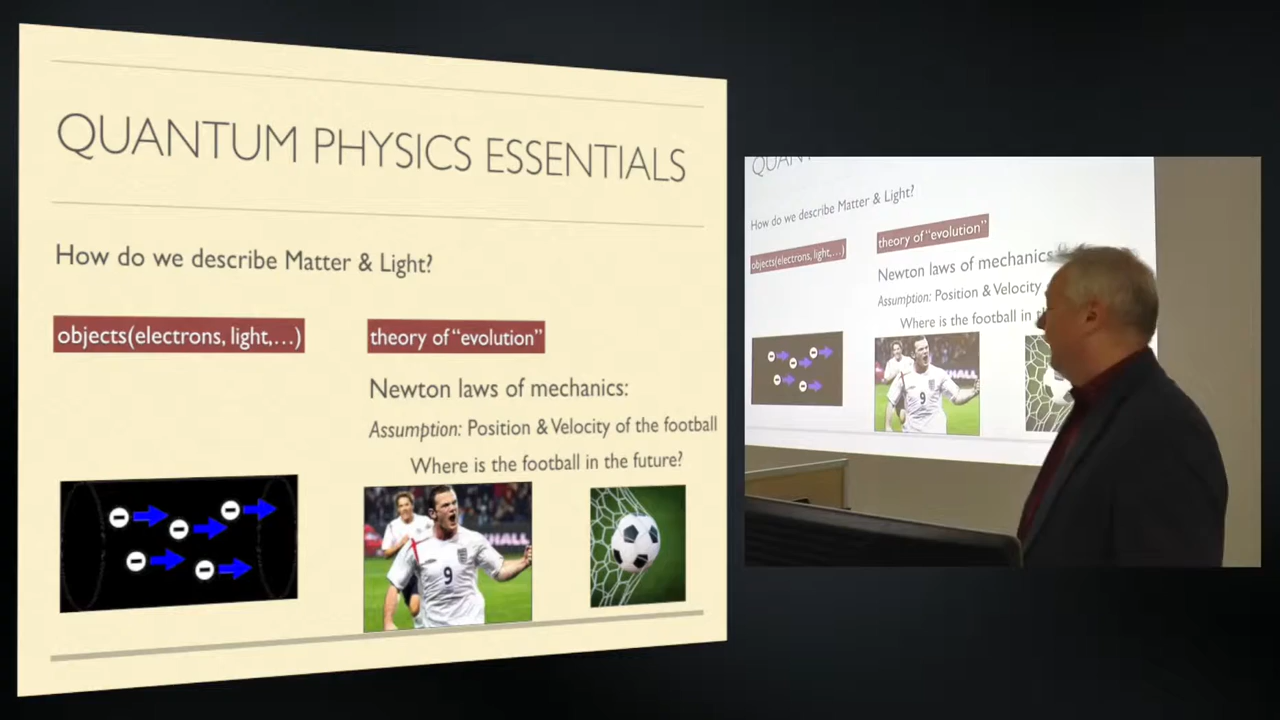 QUANTUM PHYSICS ESSENTIALS
How do we describe Matter & Light?
objects(electrons, light,...)
theory of "evolution"
Newton laws of mechanics:
Assumption: Position & Velocity of the football
Where is the football in the future?
9
How do we describe Matter & Light?
theory of "evolution"
objects(electrons, light,...)
Newton laws of mechanics
Assumption: Position & Velocity
Where is the football in
9